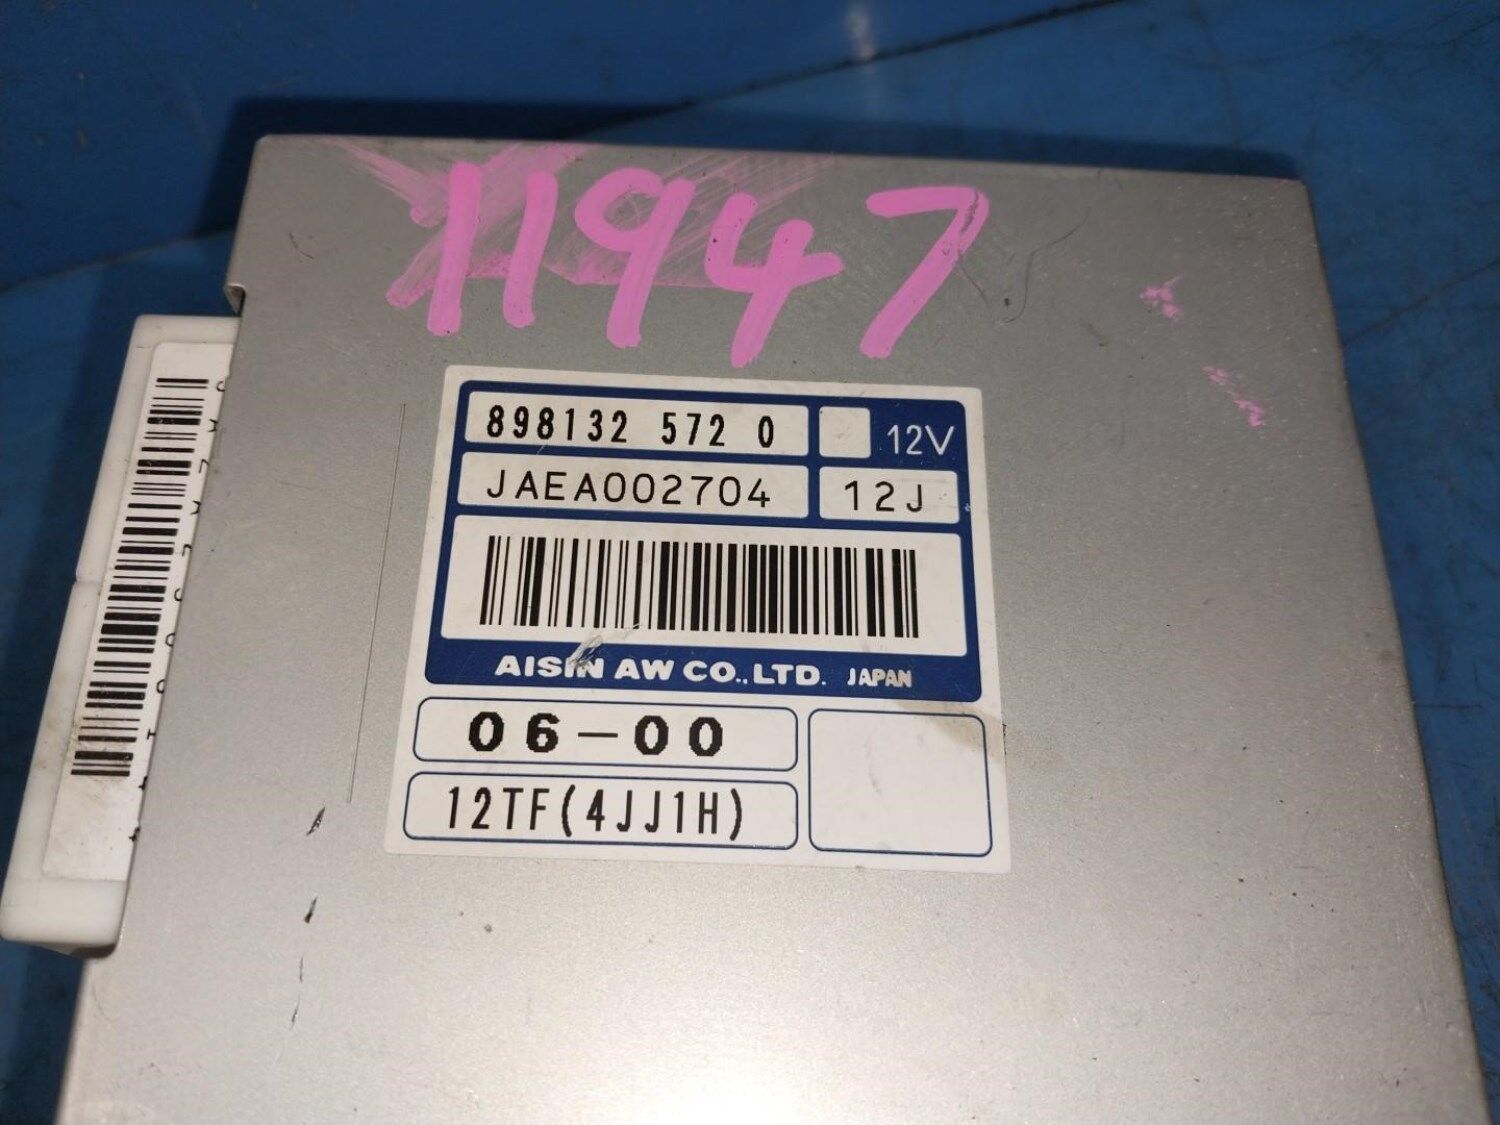 11947
898132 572 0
12V
JAEA002704
12J
AISIN AW CO., LTD. JAPAN
06-00
12TF(4JJ1H)